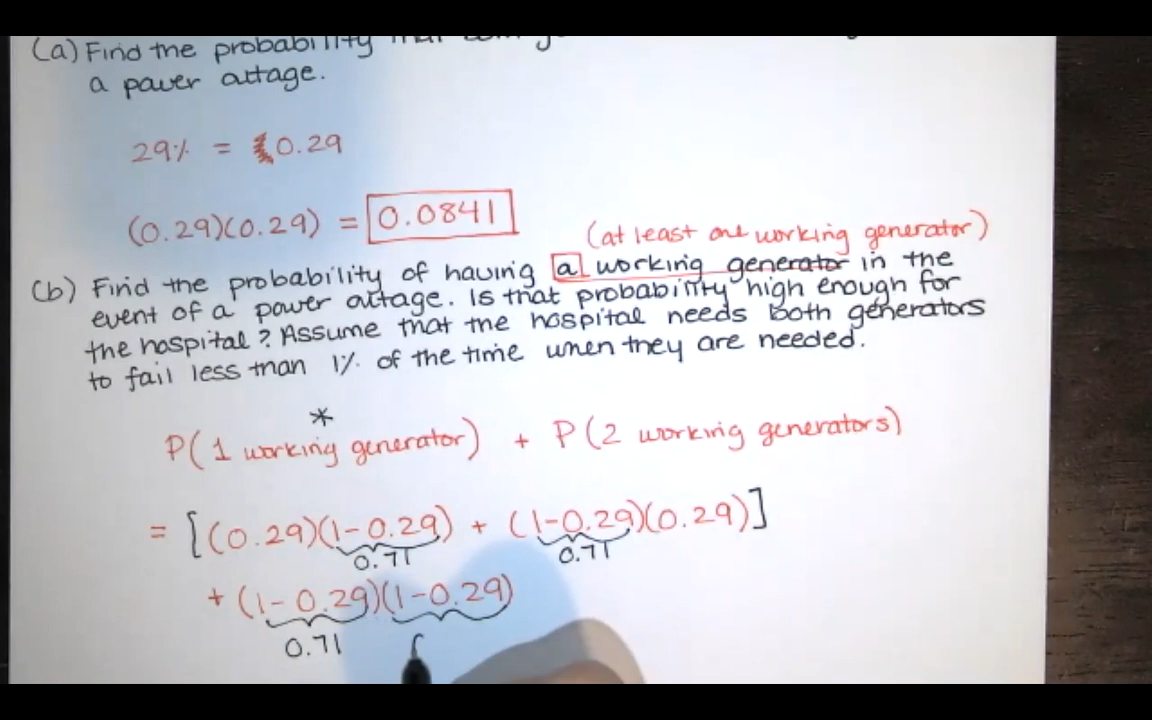 (a) Find the probability that
a power outage.
29% = 0.29
(0.29)(0.29) = 0.0841
(at least one working generator)
(b) Find the probability of having a working generator in the
event of a power outage. Is that probability high enough for
the hospital? Assume that the hospital needs both generators
to fail less than 1% of the time when they are needed.
*
P(1 working generator) + P(2 working generators)
= [(0.29)(1-0.29) + (1-0.29)(0.29)]
0.71 0.71
+ (1-0.29)(1-0.29)
0.71